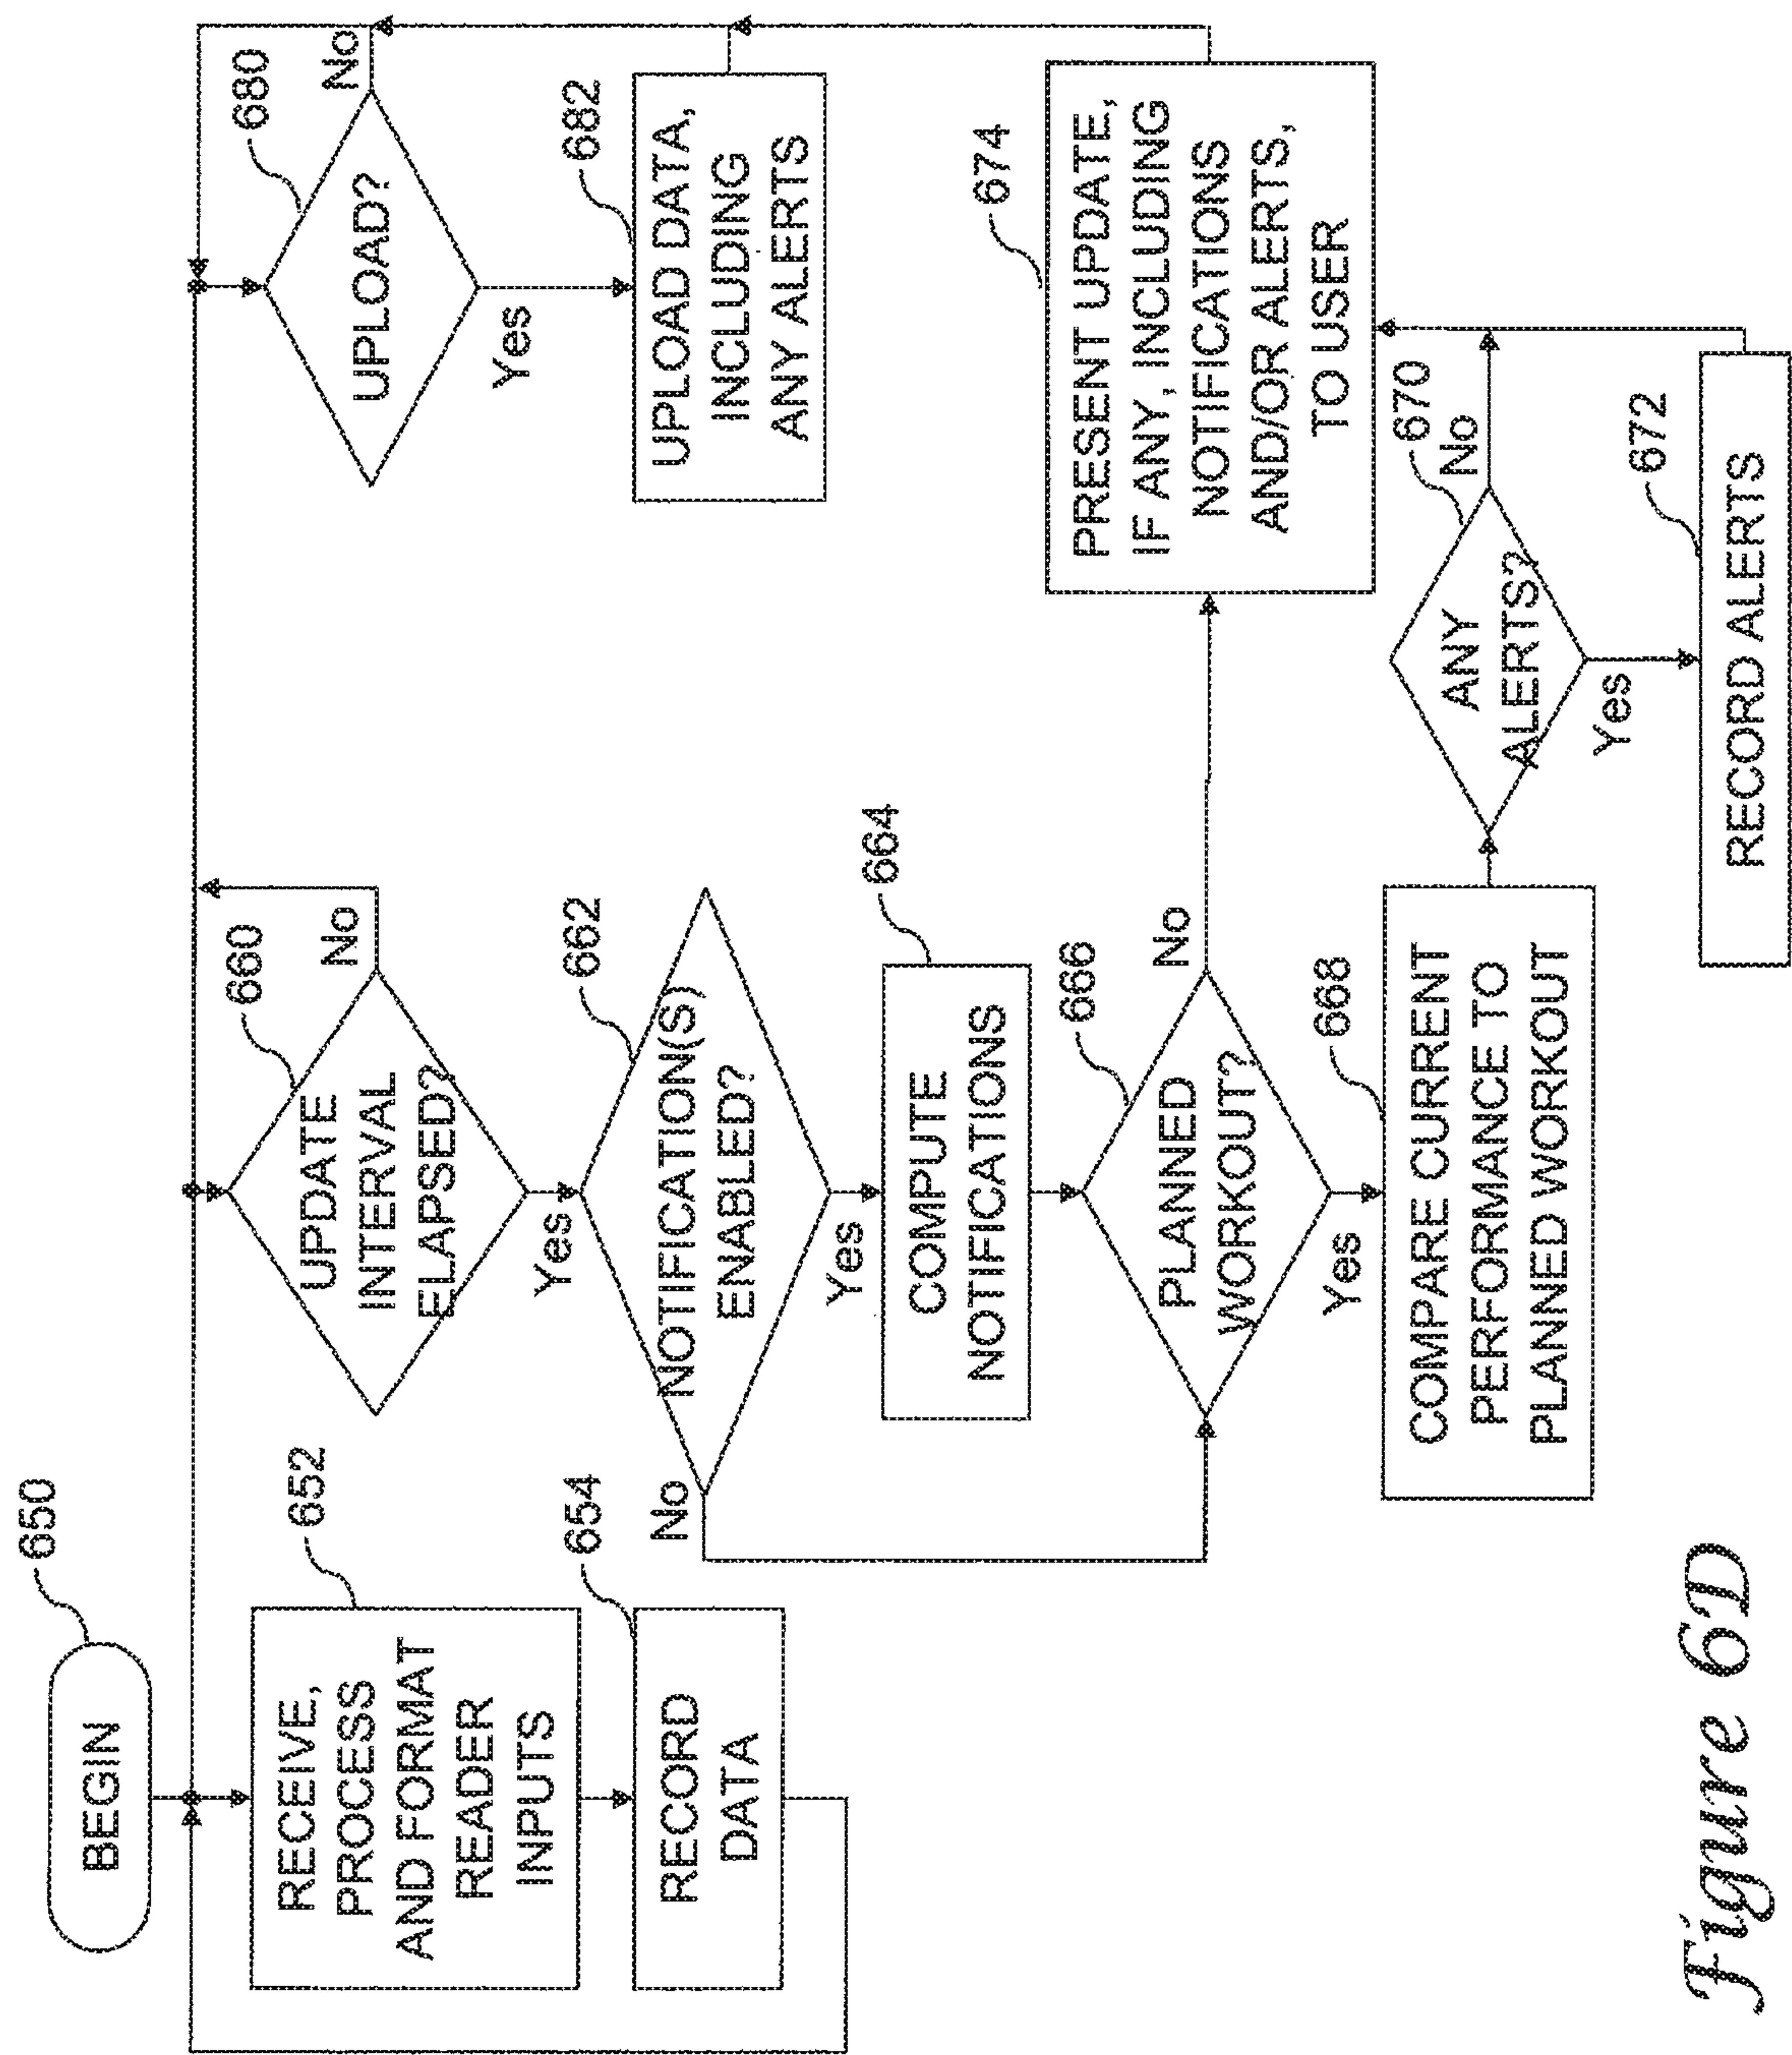 650
BEGIN
652
RECEIVE,
PROCESS
AND FORMAT
READER
INPUTS
654
RECORD
DATA
660
UPDATE
INTERVAL
ELAPSED?
No
Yes
662
NOTIFICATION(S)
ENABLED?
No
Yes
664
COMPUTE
NOTIFICATIONS
666
PLANNED
WORKOUT?
No
Yes
668
COMPARE CURRENT
PERFORMANCE TO
PLANNED WORKOUT
670
ANY
ALERTS?
No
Yes
672
RECORD ALERTS
674
PRESENT UPDATE,
IF ANY, INCLUDING
NOTIFICATIONS
AND/OR ALERTS,
TO USER
680
UPLOAD?
No
Yes
682
UPLOAD DATA,
INCLUDING
ANY ALERTS
Figure 6D